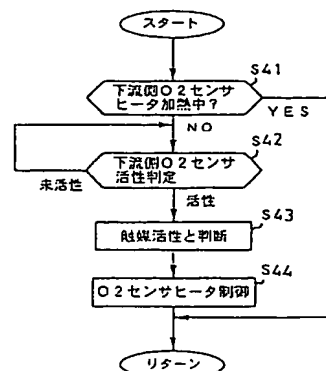 スタート
S41
下流側O2センサ
ヒータ加熱中?
YES
NO
S42
下流側O2センサ
活性判定
未活性
活性
S43
触媒活性と判断
S44
O2センサヒータ制御
リターン